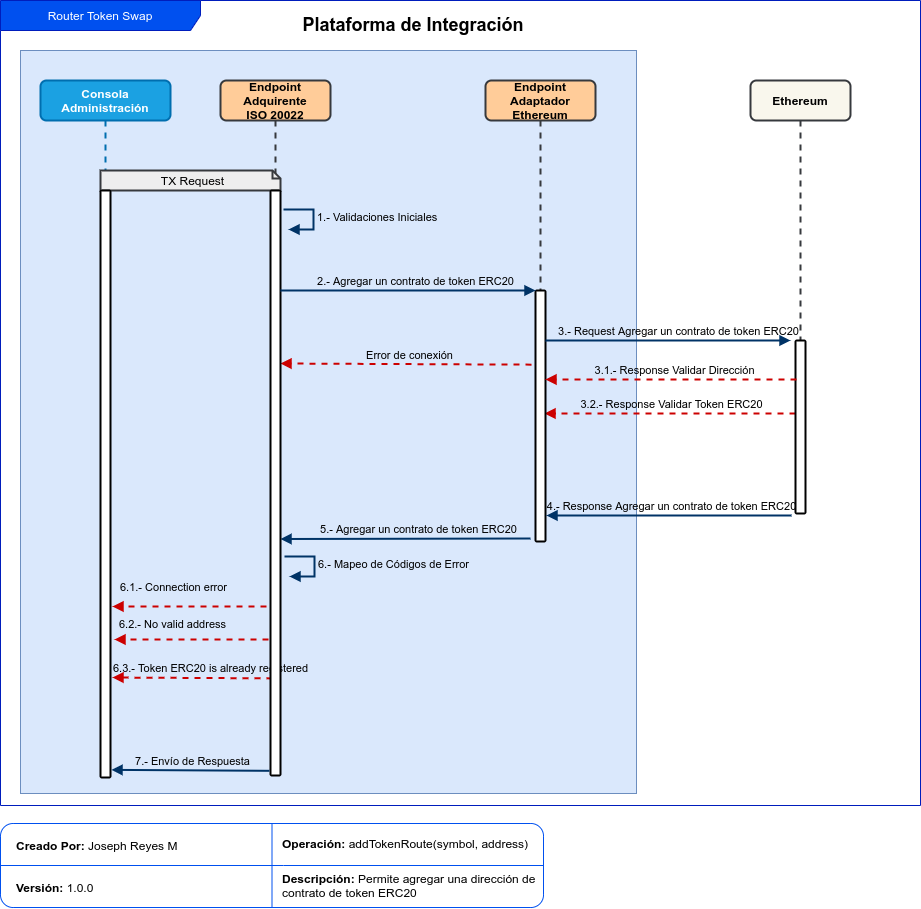 Router Token Swap
Plataforma de Integración
Consola
Administración
Endpoint
Adquirente
ISO 20022
Endpoint
Adaptador
Ethereum
Ethereum
TX Request
1.- Validaciones Iniciales
2.- Agregar un contrato de token ERC20
3.- Request Agregar un contrato de token ERC20
Error de conexión
3.1.- Response Validar Dirección
3.2.- Response Validar Token ERC20
4.- Response Agregar un contrato de token ERC20
5.- Agregar un contrato de token ERC20
6.- Mapeo de Códigos de Error
6.1.- Connection error
6.2.- No valid address
6.3.- Token ERC20 is already registered
7.- Envío de Respuesta
Creado Por: Joseph Reyes M
Operación: addTokenRoute(symbol, address)
Versión: 1.0.0
Descripción: Permite agregar una dirección de
contrato de token ERC20